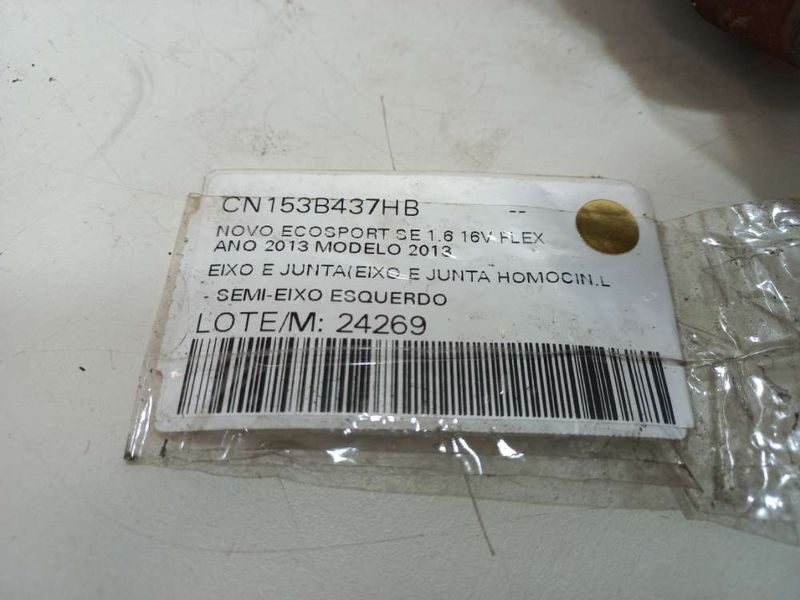 CN153B437HB --
NOVO ECOSPORT SE 1.6 16V FLEX
ANO 2013 MODELO 2013
EIXO E JUNTA(EIXO E JUNTA HOMOCIN.L
- SEMI-EIXO ESQUERDO
LOTE/M: 24269